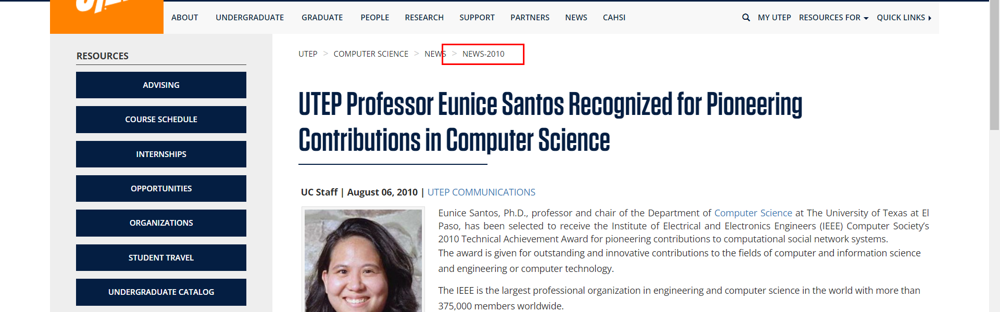 ABOUT UNDERGRADUATE GRADUATE PEOPLE RESEARCH SUPPORT PARTNERS NEWS CAHSI MY UTEP RESOURCES FOR QUICK LINKS
RESOURCES
ADVISING
COURSE SCHEDULE
INTERNSHIPS
OPPORTUNITIES
ORGANIZATIONS
STUDENT TRAVEL
UNDERGRADUATE CATALOG
UTEP > COMPUTER SCIENCE > NEWS > NEWS-2010
UTEP Professor Eunice Santos Recognized for Pioneering
Contributions in Computer Science
UC Staff | August 06, 2010 | UTEP COMMUNICATIONS
Eunice Santos, Ph.D., professor and chair of the Department of Computer Science at The University of Texas at El
Paso, has been selected to receive the Institute of Electrical and Electronics Engineers (IEEE) Computer Society’s
2010 Technical Achievement Award for pioneering contributions to computational social network systems.
The award is given for outstanding and innovative contributions to the fields of computer and information science
and engineering or computer technology.
The IEEE is the largest professional organization in engineering and computer science in the world with more than
375,000 members worldwide.